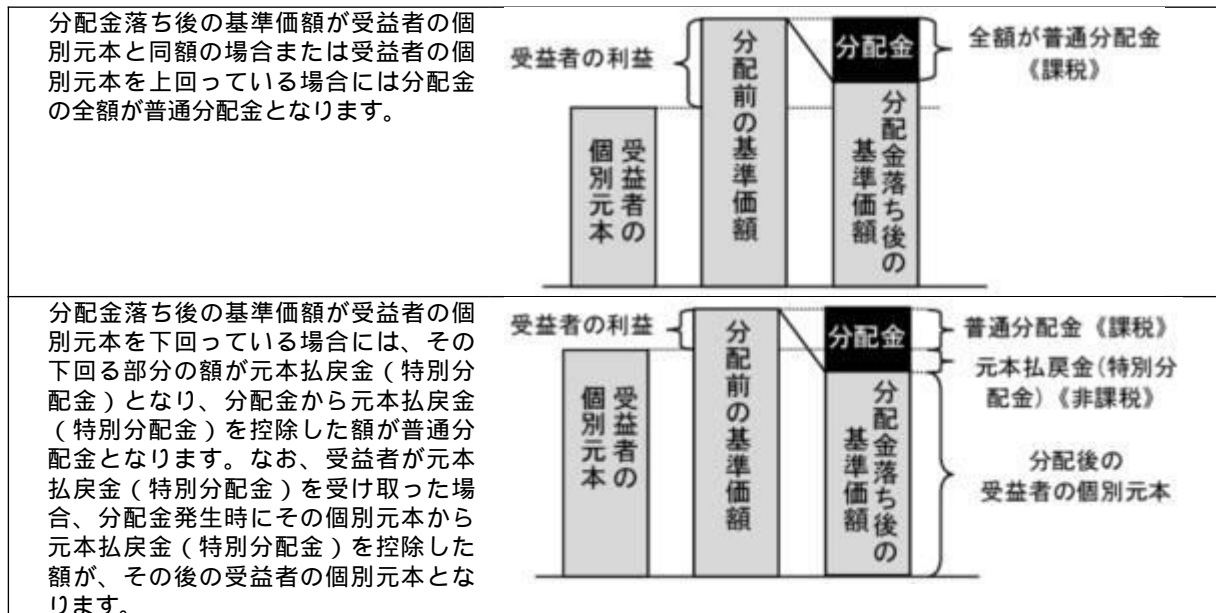 分配金落ち後の基準価額が受益者の個
別元本と同額の場合または受益者の個
別元本を上回っている場合には分配金
の全額が普通分配金となります。
受益者の利益
受益者の
個別元本
分配前の基準価額
分配金
分配金落ち後の
基準価額
全額が普通分配金
《課税》
分配金落ち後の基準価額が受益者の個
別元本を下回っている場合には、その
下回る部分の額が元本払戻金（特別分
配金）となり、分配金から元本払戻金
（特別分配金）を控除した額が普通分
配金となります。なお、受益者が元本
払戻金（特別分配金）を受け取った場
合、分配金発生時にその個別元本から
元本払戻金（特別分配金）を控除した
額が、その後の受益者の個別元本とな
ります。
受益者の利益
受益者の
個別元本
分配前の基準価額
分配金
分配金落ち後の
基準価額
普通分配金《課税》
元本払戻金(特別分
配金)《非課税》
分配後の
受益者の個別元本